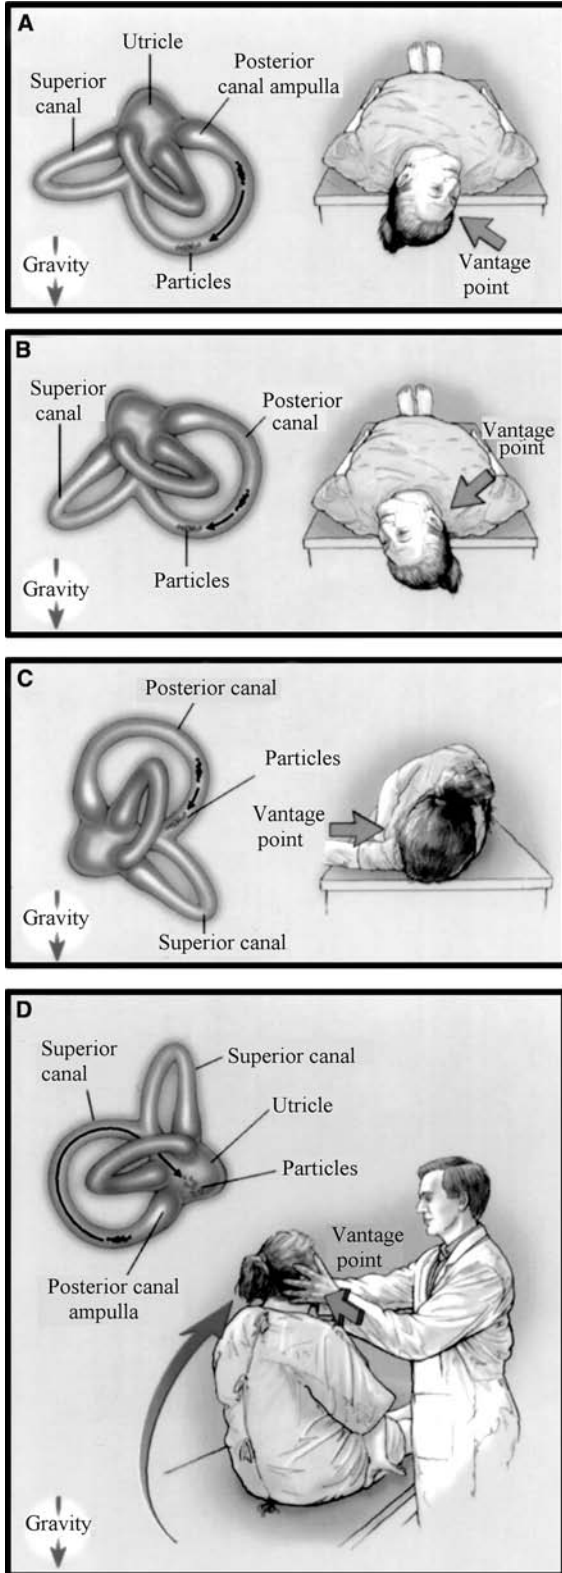 A
Utricle
Superior
canal
Posterior
canal ampulla
Gravity
Particles
Vantage
point
B
Superior
canal
Posterior
canal
Vantage
point
Gravity
Particles
C
Posterior canal
Particles
Vantage
point
Gravity
Superior canal
D
Superior
canal
Superior canal
Utricle
Particles
Vantage
point
Posterior canal
ampulla
Gravity